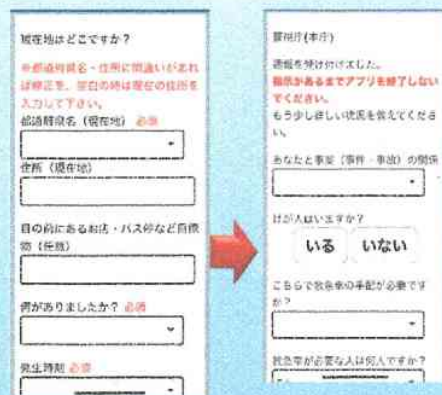 現在地はどこですか？
※都道府県名・住所に間違いがあれ
ば修正を、空白の時は現在の住所を
入力して下さい。
都道府県名（現在地） 必須
住所（現在地）
目の前にあるお店・バス停など目標
物（任意）
何がありましたか？ 必須
発生時刻 必須
警視庁(本庁)
通報を受け付けました。
指示があるまでアプリを終了しない
でください。
もう少し詳しい状況を教えてくださ
い。
あなたと事案（事件・事故）の関係
けが人はいますか？
いる いない
こちらで救急車の手配が必要です
か？
救急車が必要な人は何人ですか？